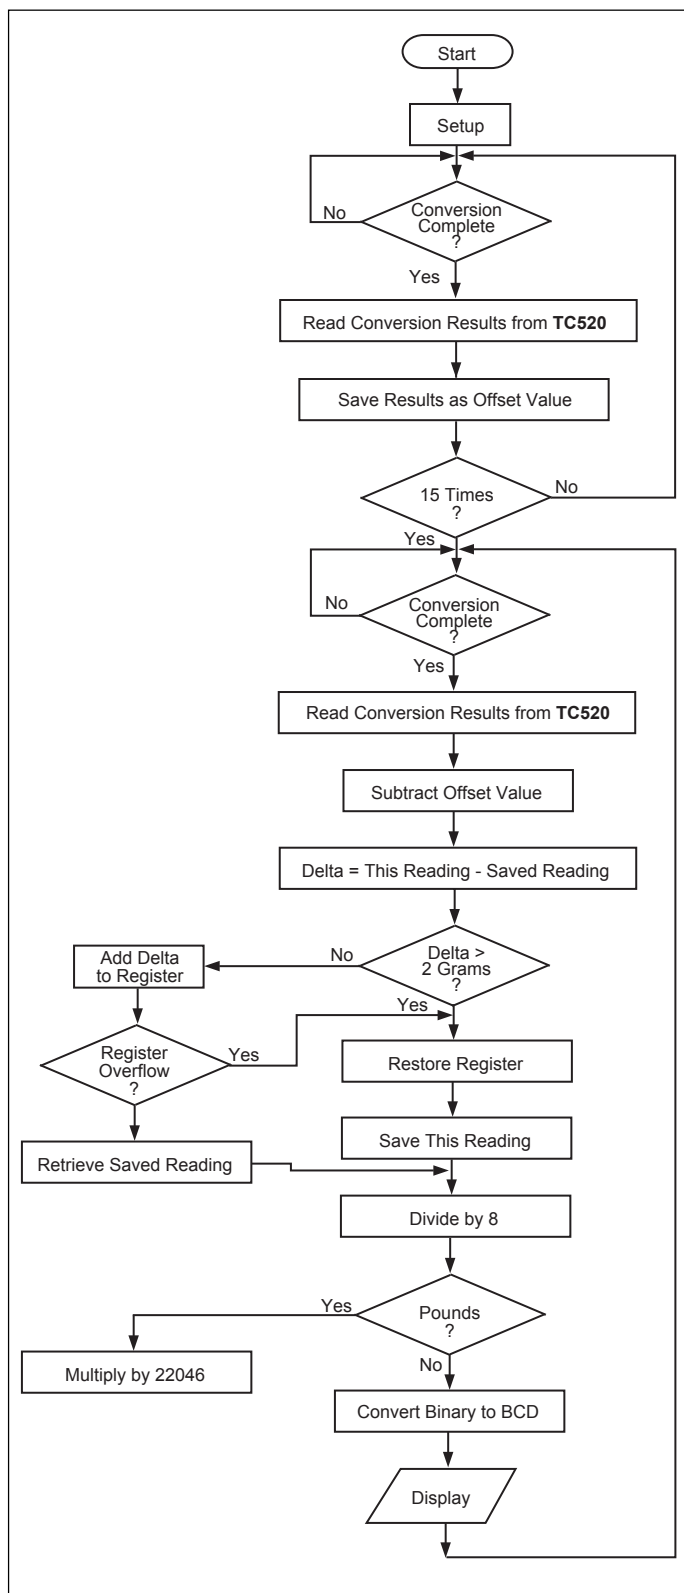 Start
Setup
No
Conversion
Complete
?
Yes
Read Conversion Results from TC520
Save Results as Offset Value
15 Times
?
No
Yes
No
Conversion
Complete
?
Yes
Read Conversion Results from TC520
Subtract Offset Value
Delta = This Reading - Saved Reading
Add Delta
to Register
No
Delta >
2 Grams
?
Yes
Register
Overflow
?
Yes
Restore Register
Save This Reading
Retrieve Saved Reading
Divide by 8
Yes
Pounds
?
Multiply by 22046
No
Convert Binary to BCD
Display